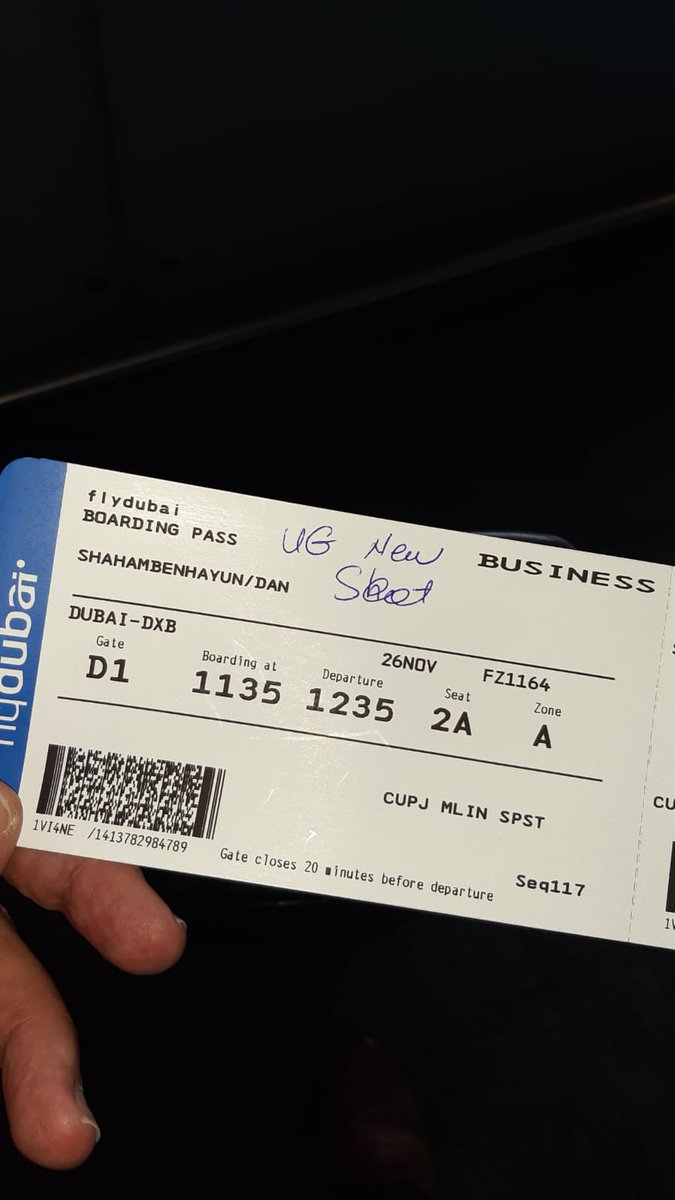 flydubai
flydubai
BOARDING PASS
UG New
BUSINESS
SHAHAMBENHAYUN/DAN
DUBAI-DXB
26NOV FZ1164
Gate Boarding at Departure Seat Zone
D1 1135 1235 2A A
CUPJ MLIN SPST
1VI4NE /1413782984789
Gate closes 20 minutes before departure
Seq117
CU